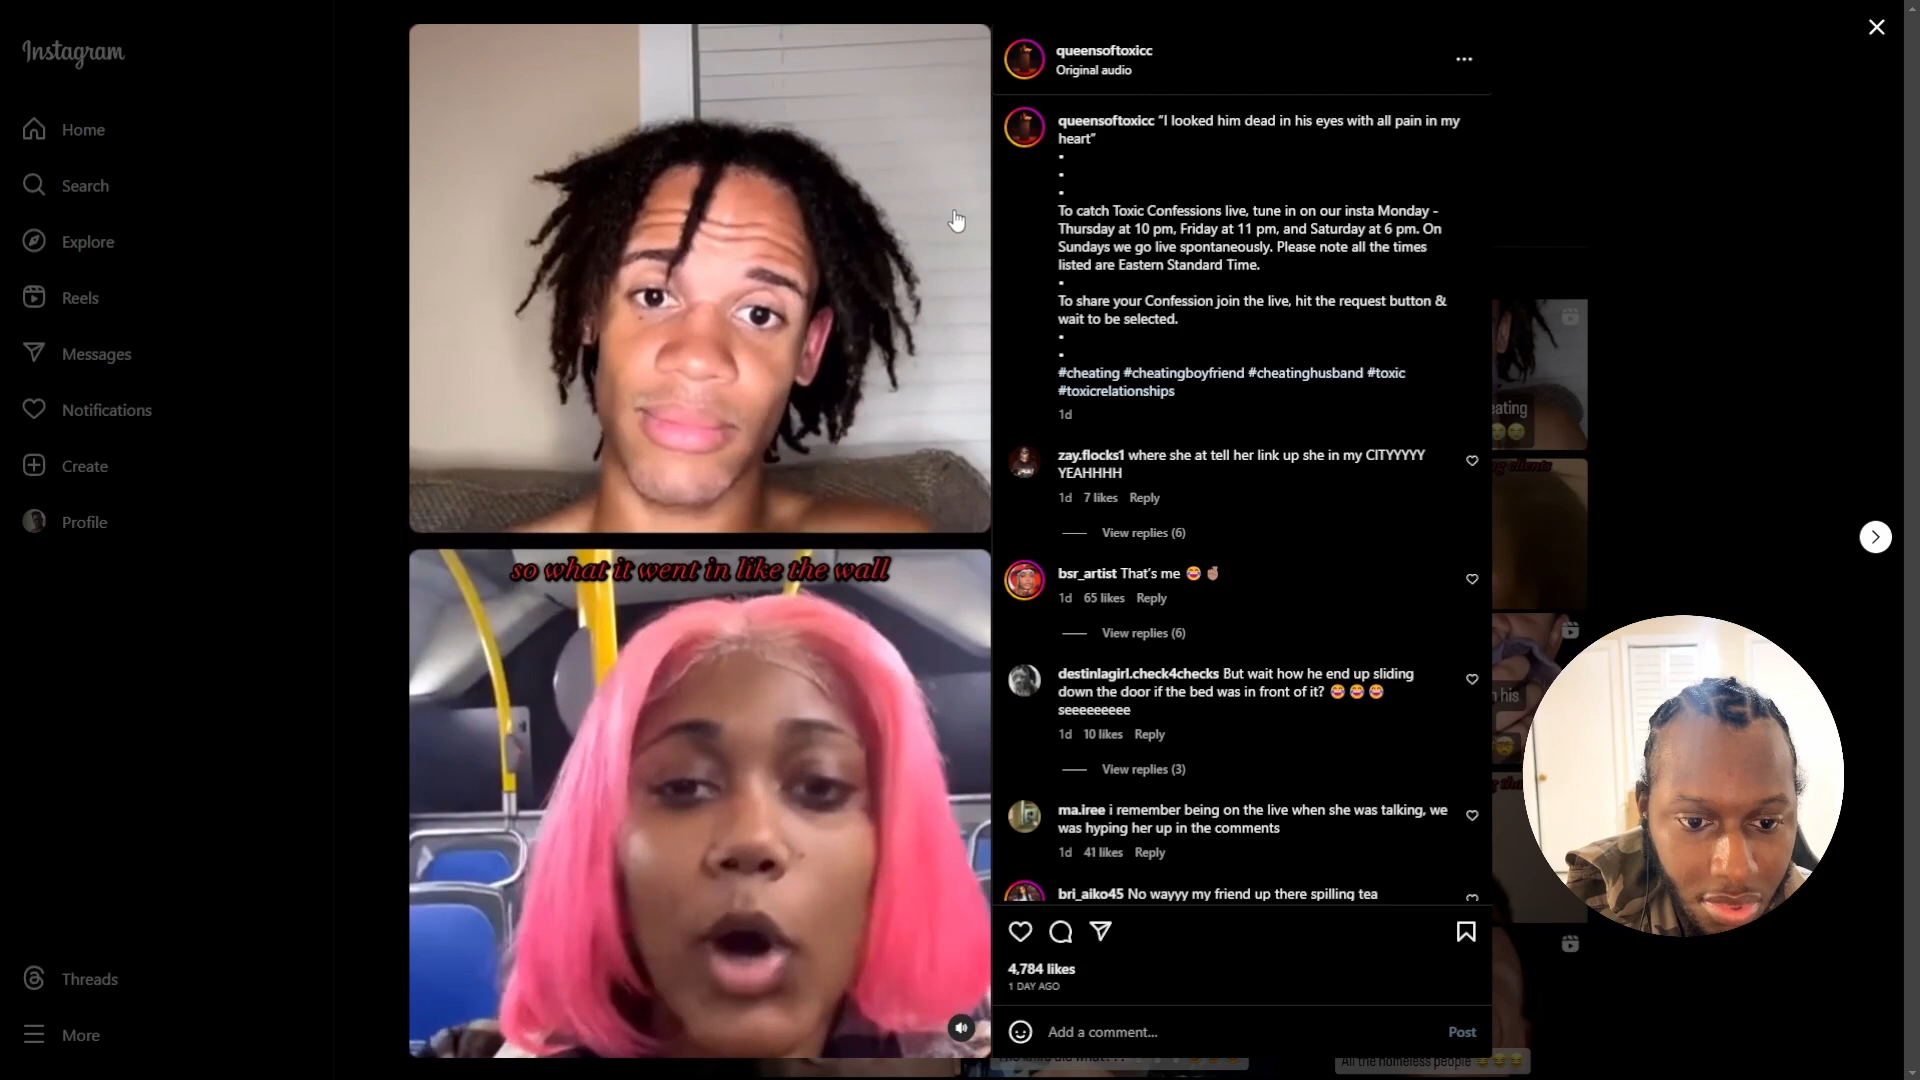 Instagram
Home
Search
Explore
Reels
Messages
Notifications
Create
Profile
Threads
More
so what it went in like the wall
queensoftoxicc
Original audio
queensoftoxicc "I looked him dead in his eyes with all pain in my
heart"
•
•
•
To catch Toxic Confessions live, tune in on our insta Monday -
Thursday at 10 pm, Friday at 11 pm, and Saturday at 6 pm. On
Sundays we go live spontaneously. Please note all the times
listed are Eastern Standard Time.
•
To share your Confession join the live, hit the request button &
wait to be selected.
•
•
#cheating #cheatingboyfriend #cheatinghusband #toxic
#toxicrelationships
1d
zay.flocks1 where she at tell her link up she in my CITYYYYY
YEAHHHH
1d 7 likes Reply
View replies (6)
bsr_artist That's me 😂 ✌🏽
1d 65 likes Reply
View replies (6)
destinlagirl.check4checks But wait how he end up sliding
down the door if the bed was in front of it? 😂 😂 😂
seeeeeeeee
1d 10 likes Reply
View replies (3)
ma.iree i remember being on the live when she was talking, we
was hyping her up in the comments
1d 41 likes Reply
bri_aiko45 No wayyy my friend up there spilling tea
4,784 likes
1 DAY AGO
Add a comment...
Post
eating
g clients
n his
All the homeless people 😂 😂 😂